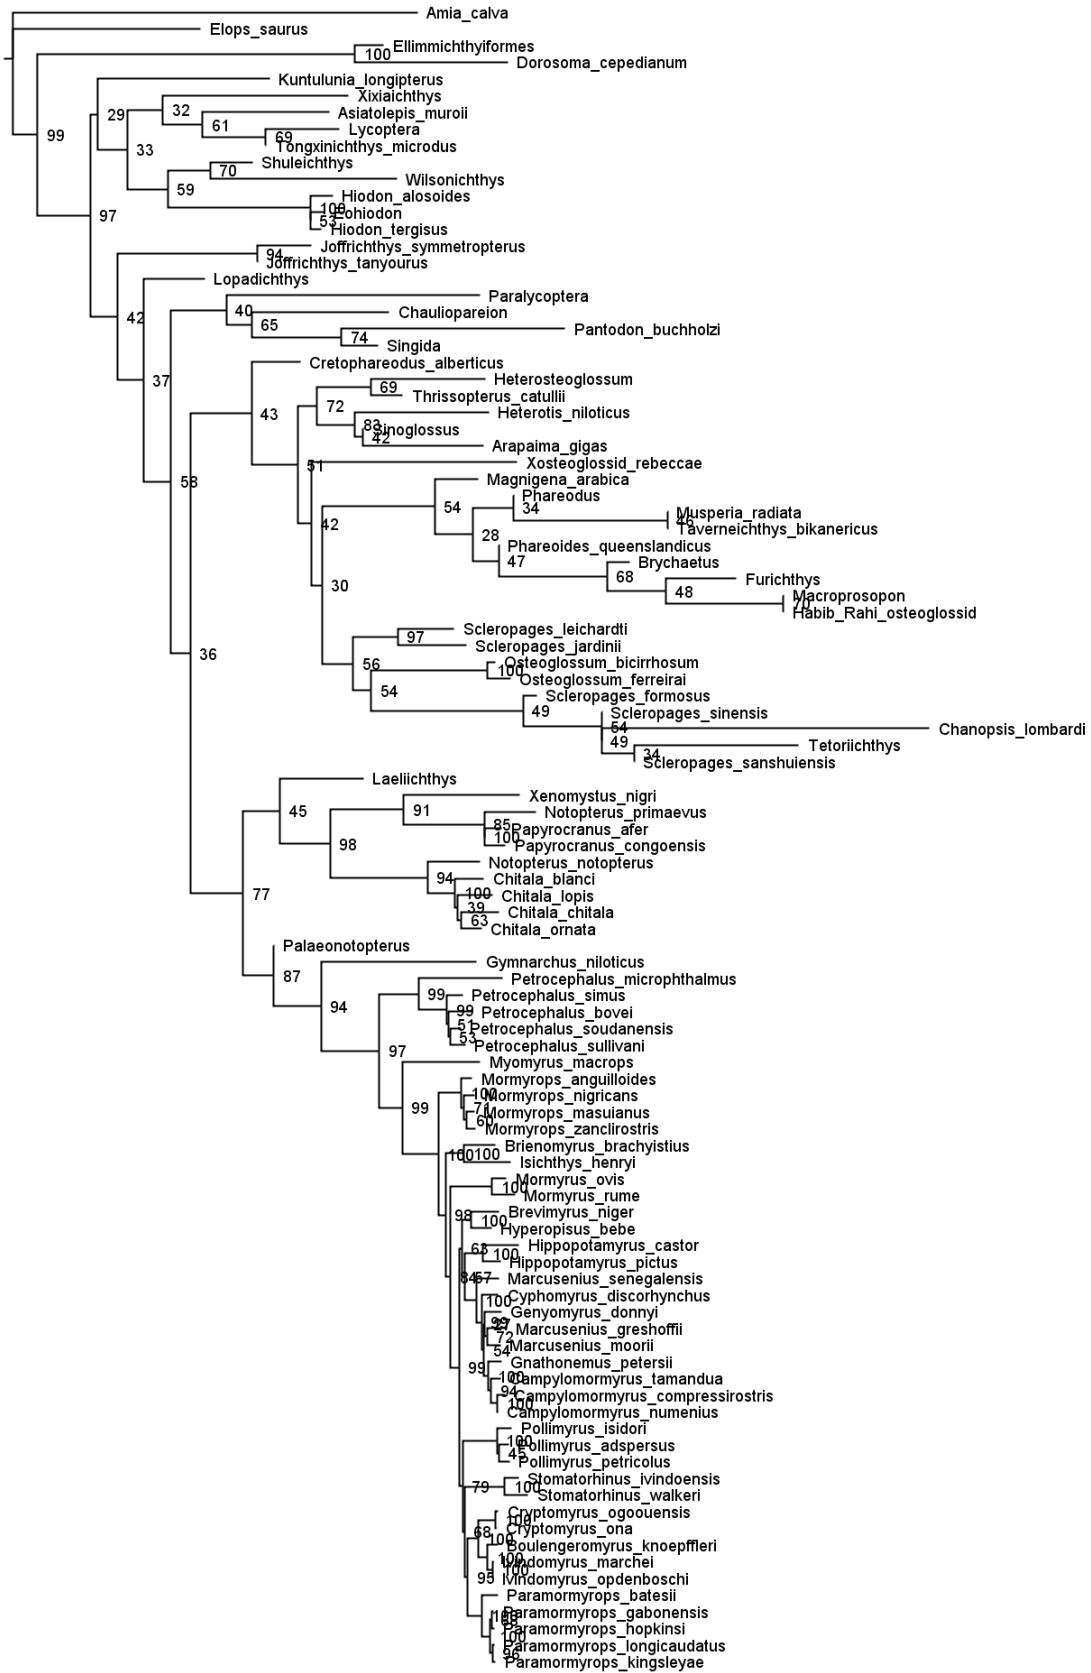 Amia_calva
Elops_saurus
Ellimmichthyiformes
100
Dorosoma_cepedianum
Kuntulunia_longipterus
Xixiaichthys
29
32
Asiatolepis_muroii
61
Lycoptera
99
69
Tongxinichthys_microdus
33
Shuleichthys
70
Wilsonichthys
59
Hiodon_alosoides
100
Eohiodon
97
53
Hiodon_tergisus
Joffrichthys_symmetropterus
94
Joffrichthys_tanyourus
Lopadichthys
Paralycoptera
40
Chauliopareion
42
65
Pantodon_buchholzi
74
Singida
Cretophareodus_alberticus
37
Heterosteoglossum
69
Thrissopterus_catullii
72
Heterotis_niloticus
43
83
Sinoglossus
42
Arapaima_gigas
51
Xosteoglossid_rebeccae
58
Magnigena_arabica
Phareodus
54
34
Musperia_radiata
46
42
Taverneichthys_bikanericus
28
Phareoides_queenslandicus
47
Brychaetus
68
Furichthys
30
48
Macroprosopon
70
Habib_Rahi_osteoglossid
Scleropages_leichardti
97
Scleropages_jardinii
36
56
Osteoglossum_bicirrhosum
100
Osteoglossum_ferreirai
54
Scleropages_formosus
49
Scleropages_sinensis
54
Chanopsis_lombardi
49
Tetoriichthys
34
Scleropages_sanshuiensis
Laeliichthys
Xenomystus_nigri
45
91
Notopterus_primaevus
85
Papyrocranus_afer
100
98
Papyrocranus_congoensis
Notopterus_notopterus
94
Chitala_blanci
77
100
Chitala_lopis
39
Chitala_chitala
63
Chitala_ornata
Palaeonotopterus
Gymnarchus_niloticus
87
Petrocephalus_microphthalmus
99
Petrocephalus_simus
94
99
Petrocephalus_bovei
51
Petrocephalus_soudanensis
53
Petrocephalus_sullivani
97
Myomyrus_macrops
Mormyrops_anguilloides
100
Mormyrops_nigricans
99
71
Mormyrops_masuianus
60
Mormyrops_zanclirostris
Brienomyrus_brachyistius
100
100
Isichthys_henryi
Mormyrus_ovis
100
Mormyrus_rume
98
Brevimyrus_niger
100
Hyperopisus_bebe
63
Hippopotamyrus_castor
100
Hippopotamyrus_pictus
84
57
Marcusenius_senegalensis
100
Cyphomyrus_discorhynchus
Genyomyrus_donnyi
Marcusenius_greshoffii
72
Marcusenius_moorii
54
99
Gnathonemus_petersii
100
Campylomormyrus_tamandua
94
Campylomormyrus_compressirostris
100
Campylomormyrus_numenius
Pollimyrus_isidori
100
Pollimyrus_adspersus
45
Pollimyrus_petricolus
Stomatorhinus_ivindoensis
79
100
Stomatorhinus_walkeri
Cryptomyrus_ogoouensis
100
Cryptomyrus_ona
68
100
Boulengeromyrus_knoepffleri
100
Ivindomyrus_marchei
100
95
Ivindomyrus_opdenboschi
Paramormyrops_batesii
Paramormyrops_gabonensis
Paramormyrops_hopkinsi
100
Paramormyrops_longicaudatus
96
Paramormyrops_kingsleyae